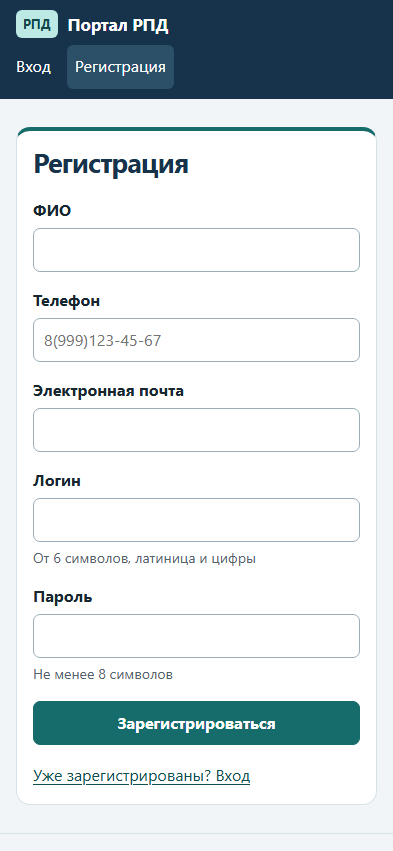 РПД Портал РПД
Вход Регистрация
Регистрация
ФИО
Телефон
8(999)123-45-67
Электронная почта
Логин
От 6 символов, латиница и цифры
Пароль
Не менее 8 символов
Зарегистрироваться
Уже зарегистрированы? Вход